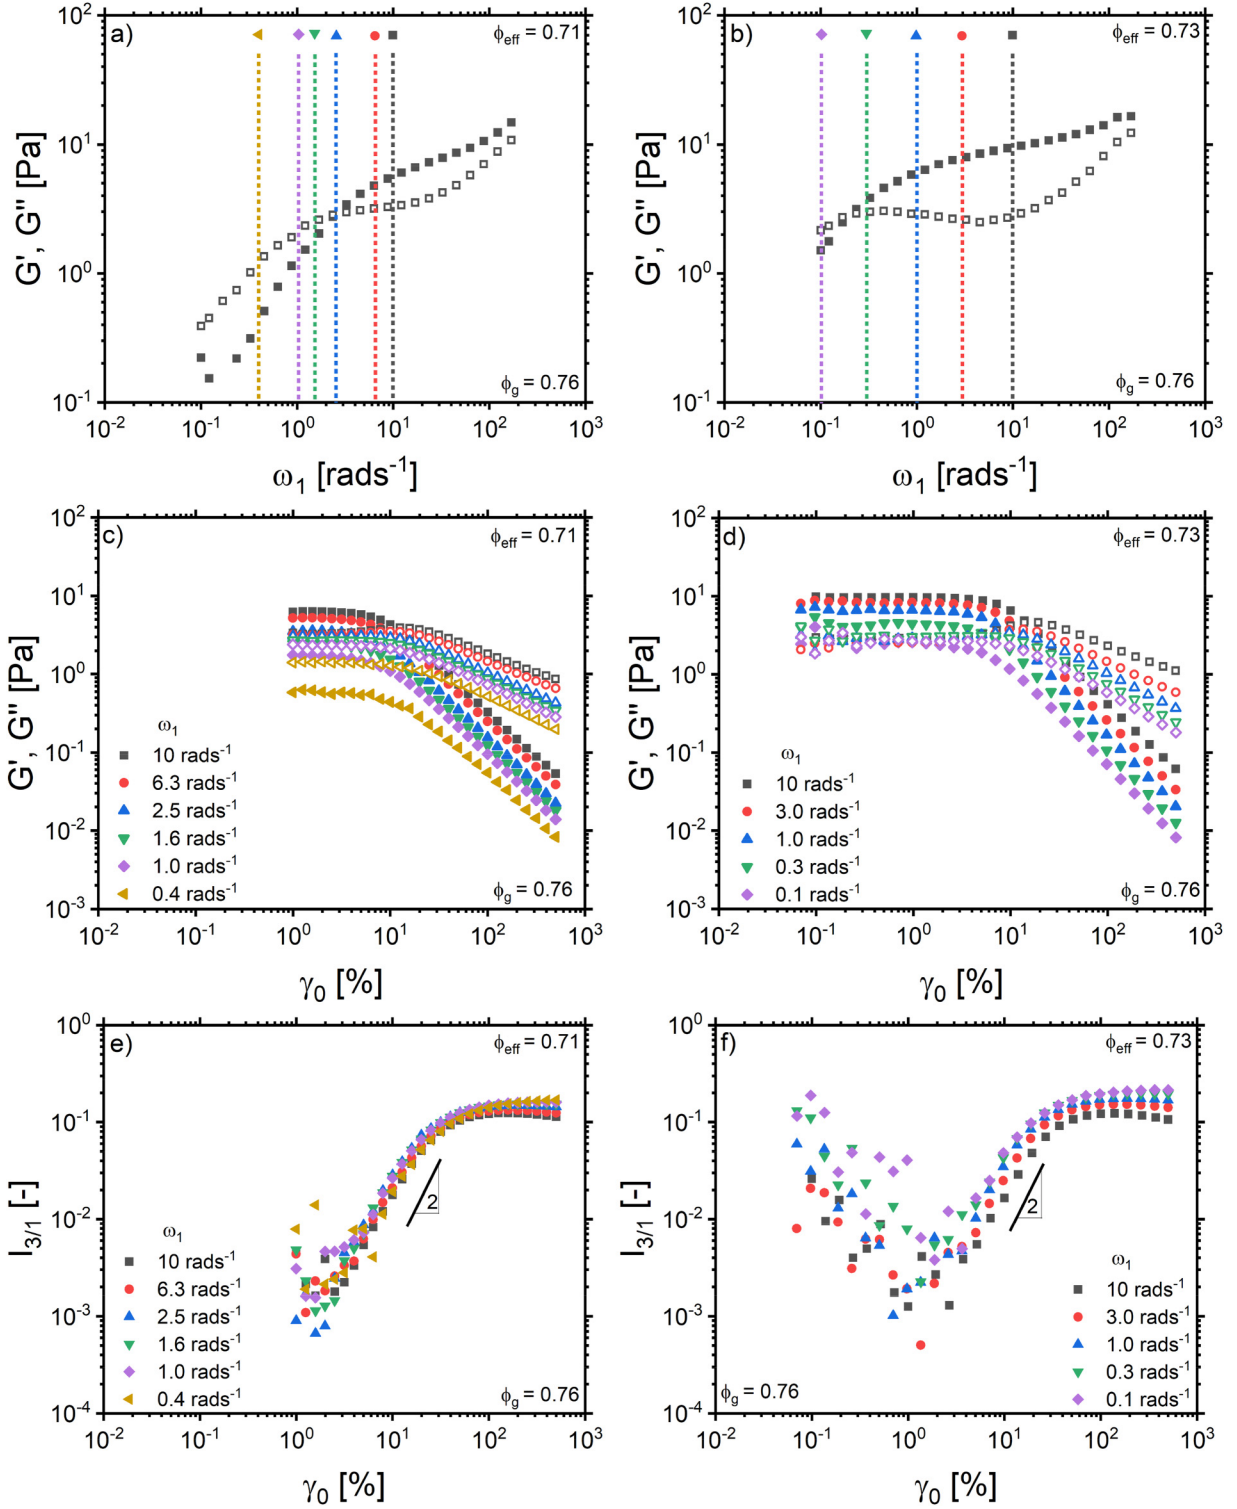 a)
ϕeff = 0.71
10²
10¹
10⁰
10⁻¹
G', G" [Pa]
ϕg = 0.76
10⁻² 10⁻¹ 10⁰ 10¹ 10² 10³
ω₁ [rads⁻¹]
b)
ϕeff = 0.73
10²
10¹
10⁰
10⁻¹
G', G" [Pa]
ϕg = 0.76
10⁻² 10⁻¹ 10⁰ 10¹ 10² 10³
ω₁ [rads⁻¹]
c)
ϕeff = 0.71
10²
10¹
10⁰
10⁻¹
10⁻²
10⁻³
G', G" [Pa]
ω₁
10 rads⁻¹
6.3 rads⁻¹
2.5 rads⁻¹
1.6 rads⁻¹
1.0 rads⁻¹
0.4 rads⁻¹
ϕg = 0.76
10⁻² 10⁻¹ 10⁰ 10¹ 10² 10³
γ₀ [%]
d)
ϕeff = 0.73
10²
10¹
10⁰
10⁻¹
10⁻²
10⁻³
G', G" [Pa]
ω₁
10 rads⁻¹
3.0 rads⁻¹
1.0 rads⁻¹
0.3 rads⁻¹
0.1 rads⁻¹
ϕg = 0.76
10⁻² 10⁻¹ 10⁰ 10¹ 10² 10³
γ₀ [%]
e)
ϕeff = 0.71
10⁰
10⁻¹
10⁻²
10⁻³
10⁻⁴
I₃/₁ [-]
2
ω₁
10 rads⁻¹
6.3 rads⁻¹
2.5 rads⁻¹
1.6 rads⁻¹
1.0 rads⁻¹
0.4 rads⁻¹
ϕg = 0.76
10⁻² 10⁻¹ 10⁰ 10¹ 10² 10³
γ₀ [%]
f)
ϕeff = 0.73
10⁰
10⁻¹
10⁻²
10⁻³
10⁻⁴
I₃/₁ [-]
2
ω₁
10 rads⁻¹
3.0 rads⁻¹
1.0 rads⁻¹
0.3 rads⁻¹
0.1 rads⁻¹
ϕg = 0.76
10⁻² 10⁻¹ 10⁰ 10¹ 10² 10³
γ₀ [%]